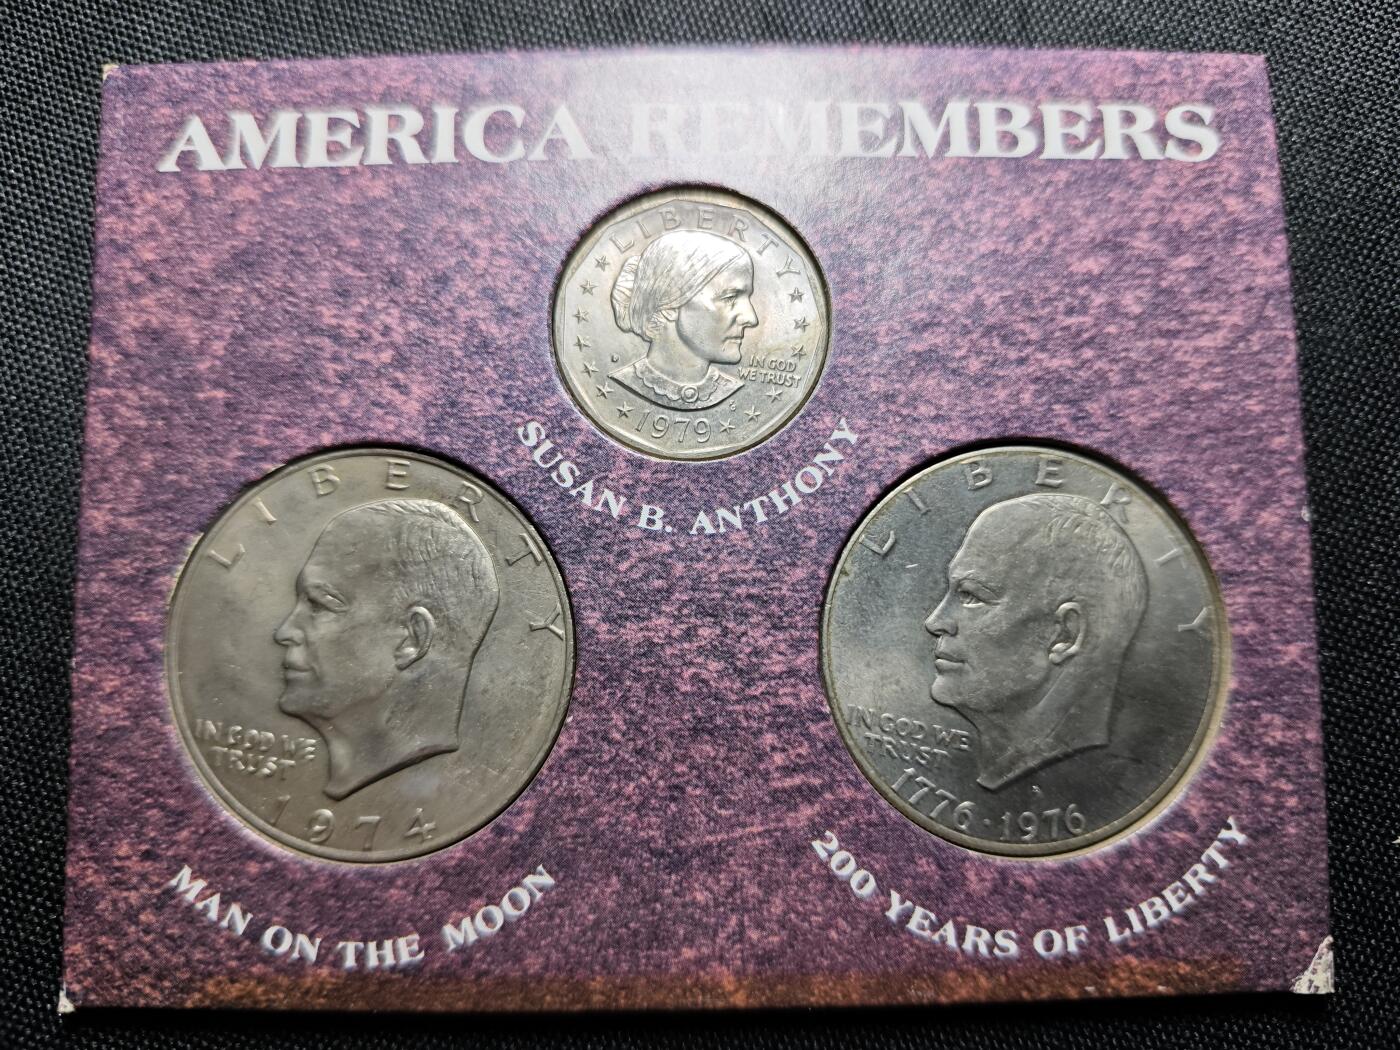 AMERICA REMEMBERS
LIBERTY
IN GOD
WE TRUST
1979
SUSAN B. ANTHONY
LIBERTY
IN GOD WE
TRUST
1974
MAN ON THE MOON
LIBERTY
IN GOD WE
TRUST
1776·1976
200 YEARS OF LIBERTY